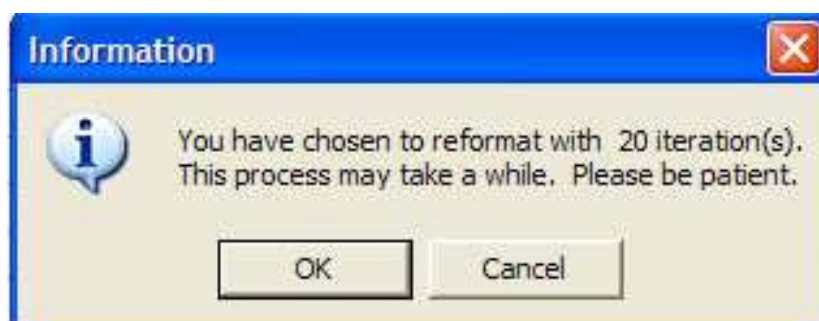 Information
You have chosen to reformat with  20 iteration(s).
This process may take a while.  Please be patient.
OK
Cancel